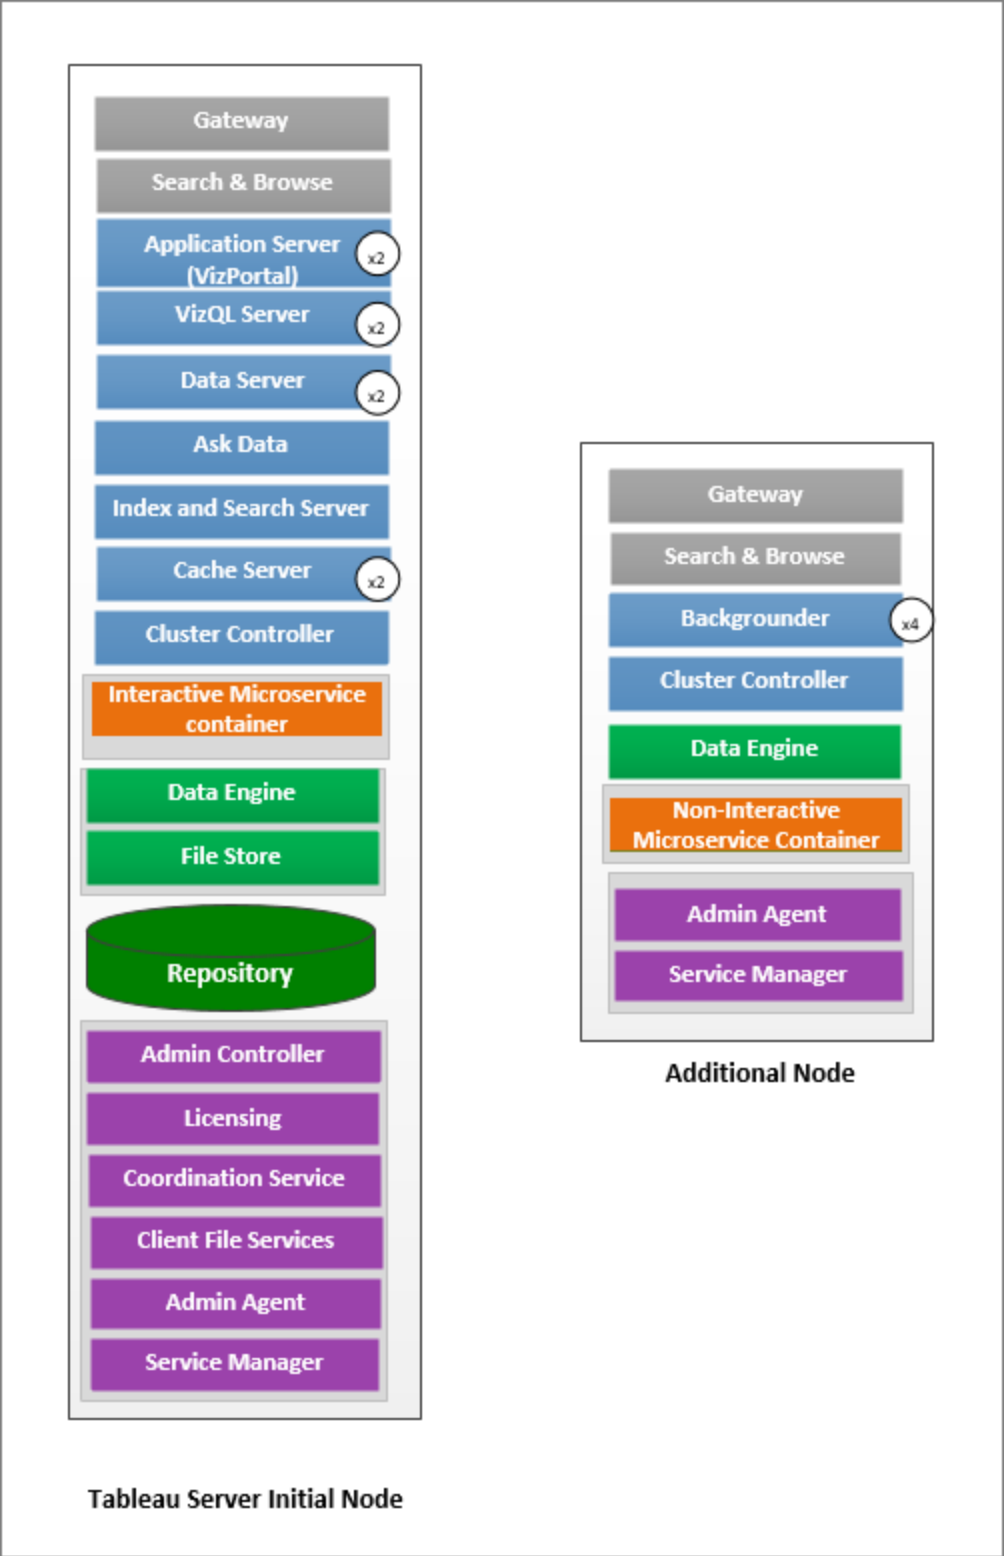 Gateway
Search & Browse
Application Server
(VizPortal)
x2
VizQL Server
x2
Data Server
x2
Ask Data
Index and Search Server
Cache Server
x2
Cluster Controller
Interactive Microservice
container
Data Engine
File Store
Repository
Admin Controller
Licensing
Coordination Service
Client File Services
Admin Agent
Service Manager
Tableau Server Initial Node
Gateway
Search & Browse
Backgrounder
x4
Cluster Controller
Data Engine
Non-Interactive
Microservice Container
Admin Agent
Service Manager
Additional Node